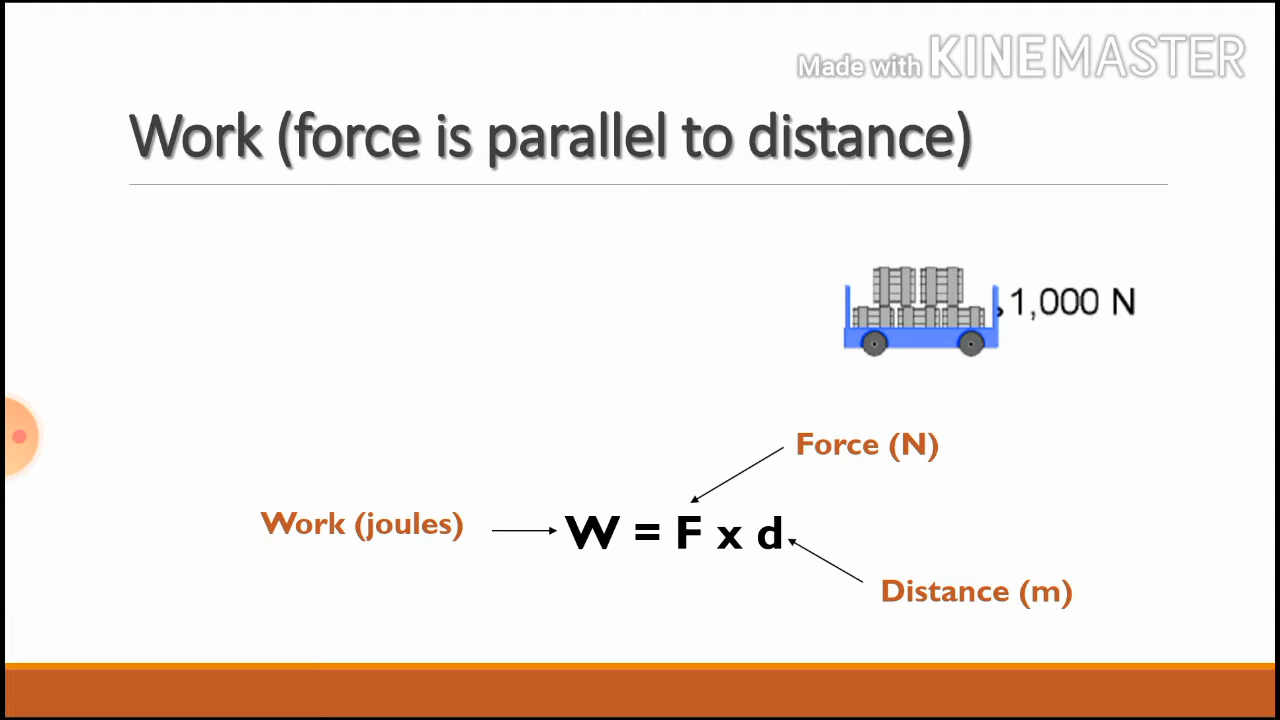 Made with KINEMASTER
Work (force is parallel to distance)
1,000 N
Force (N)
Work (joules)
W = F x d
Distance (m)